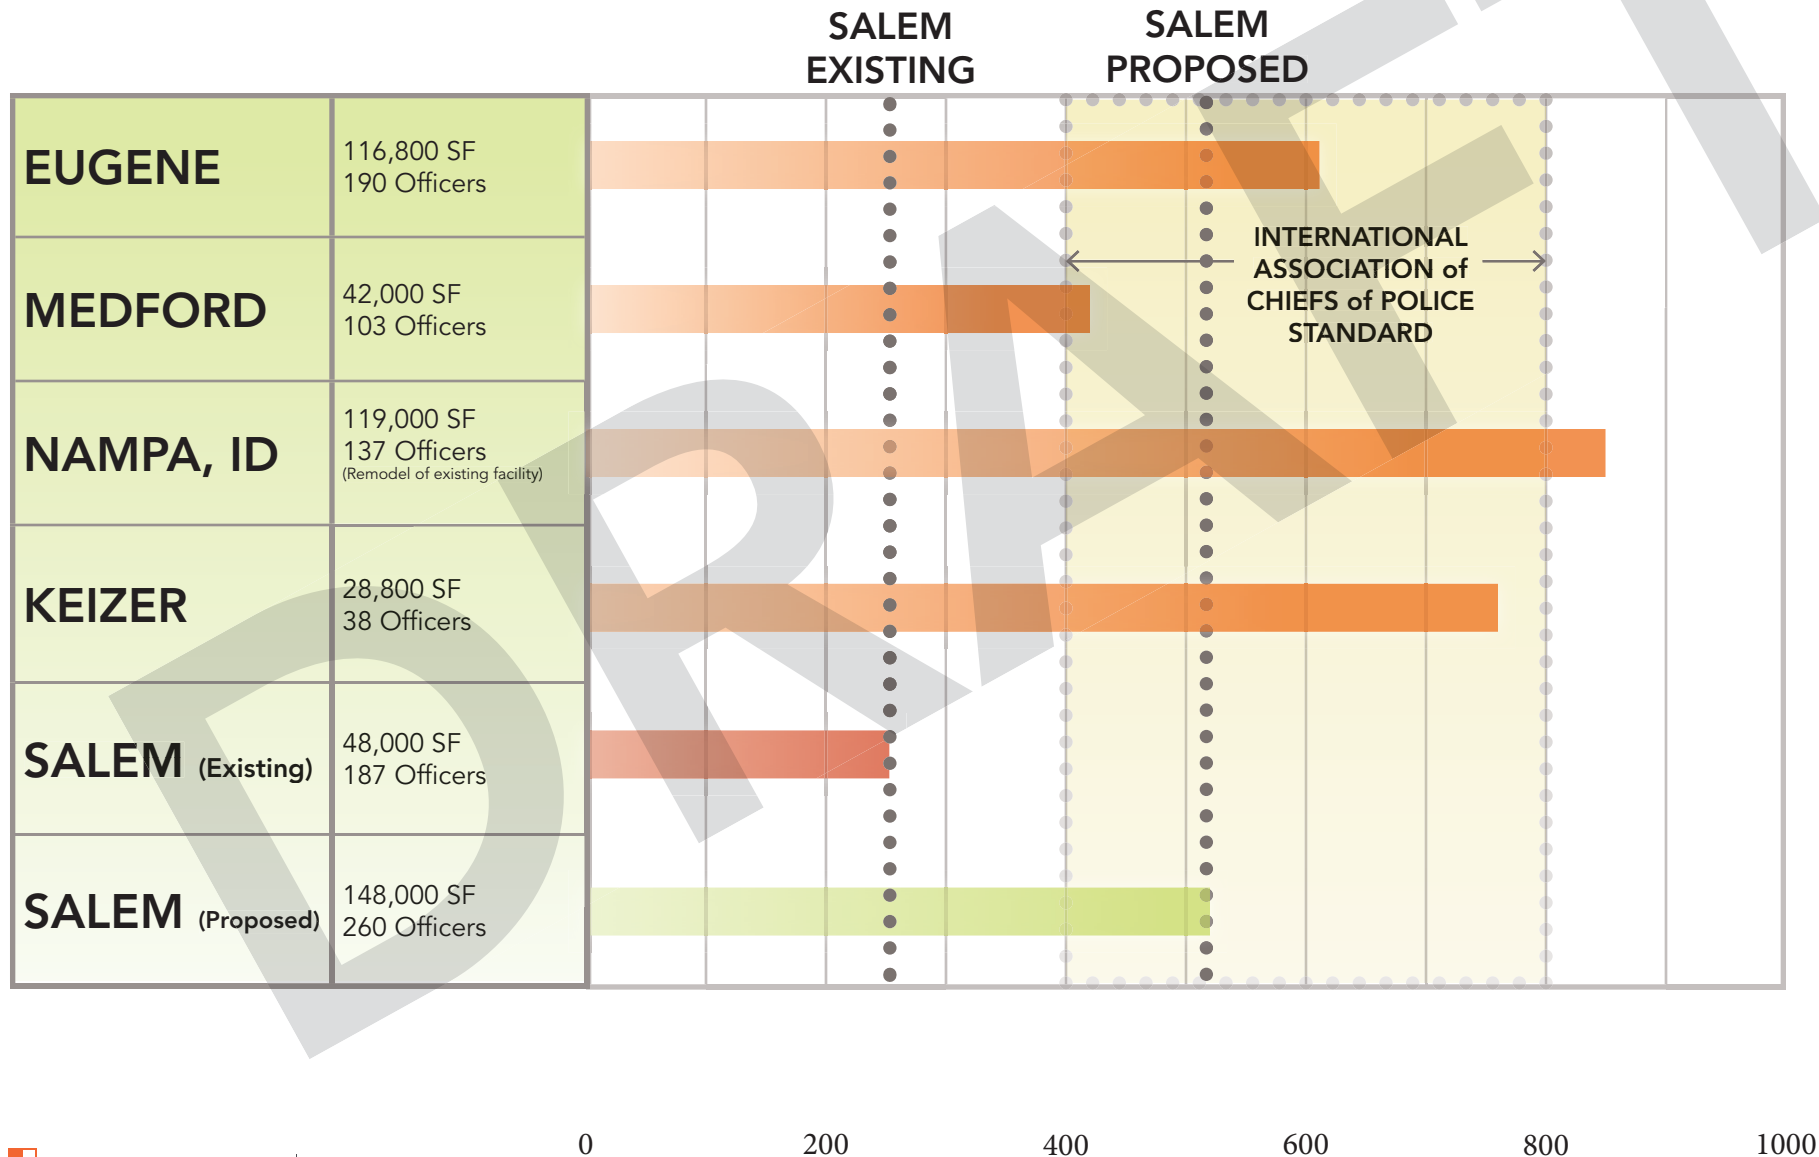 SALEM
EXISTING
SALEM
PROPOSED
EUGENE
116,800 SF
190 Officers
MEDFORD
42,000 SF
103 Officers
INTERNATIONAL
ASSOCIATION of
CHIEFS of POLICE
STANDARD
NAMPA, ID
119,000 SF
137 Officers
(Remodel of existing facility)
KEIZER
28,800 SF
38 Officers
SALEM (Existing)
48,000 SF
187 Officers
SALEM (Proposed)
148,000 SF
260 Officers
0 200 400 600 800 1000
DRAFT